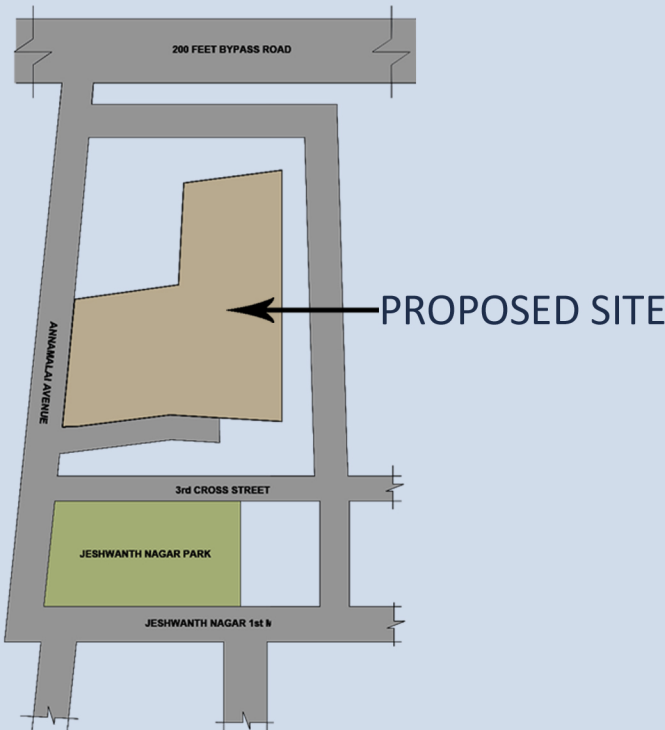 200 FEET BYPASS ROAD
PROPOSED SITE
ANNAMALAI AVENUE
3rd CROSS STREET
JESHWANTH NAGAR PARK
JESHWANTH NAGAR 1st